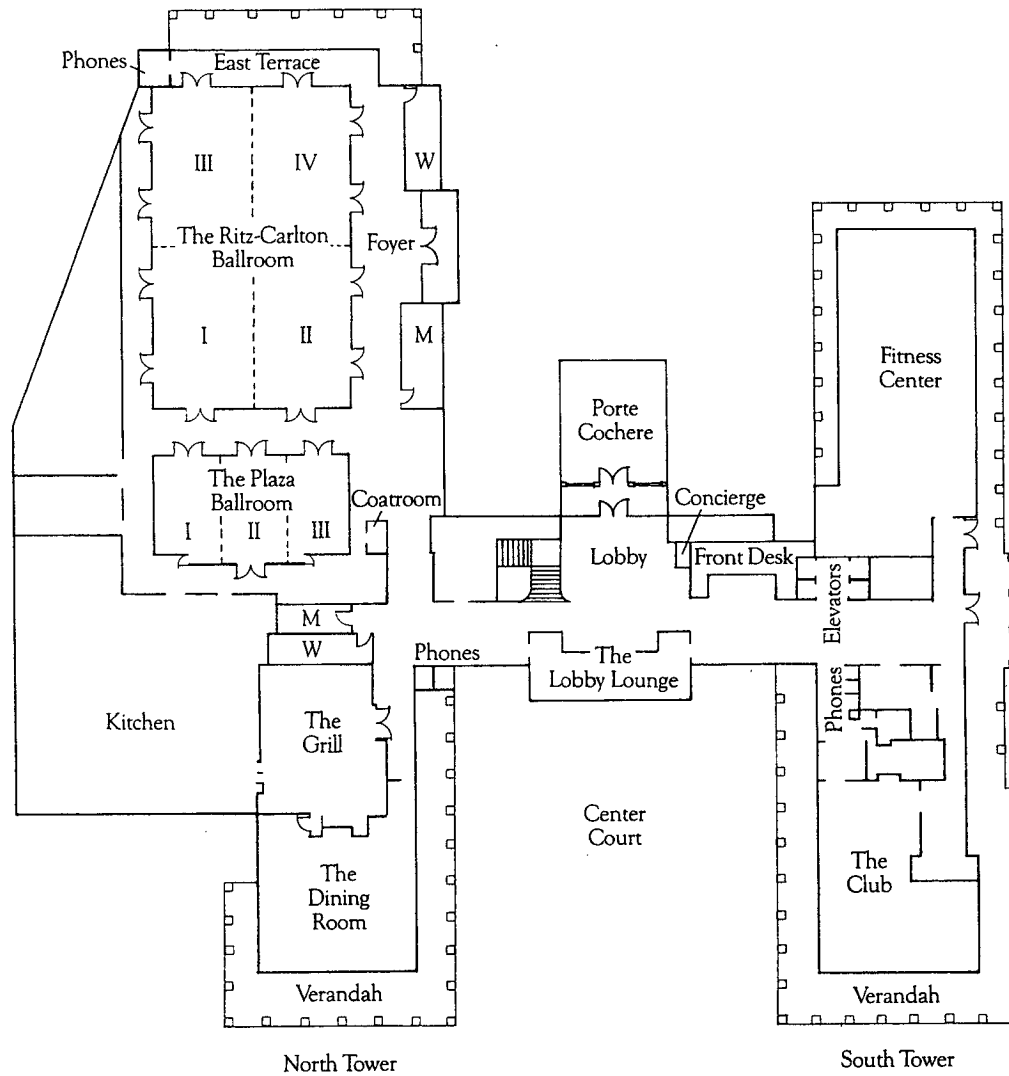 Phones
East Terrace
III
IV
W
The Ritz-Carlton
Ballroom
Foyer
I
II
M
Fitness
Center
Porte
Cochere
The Plaza
Ballroom
Coatroom
Concierge
I
II
III
Lobby
Front Desk
Elevators
M
W
Phones
The
Lobby Lounge
Phones
Kitchen
The
Grill
Center
Court
The
Dining
Room
The
Club
Verandah
Verandah
North Tower
South Tower